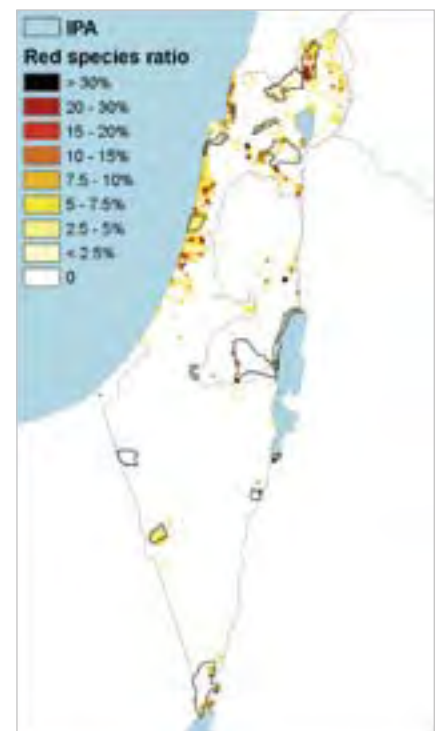 IPA
Red species ratio
> 30%
20 - 30%
15 - 20%
10 - 15%
7.5 - 10%
5 - 7.5%
2.5 - 5%
< 2.5%
0